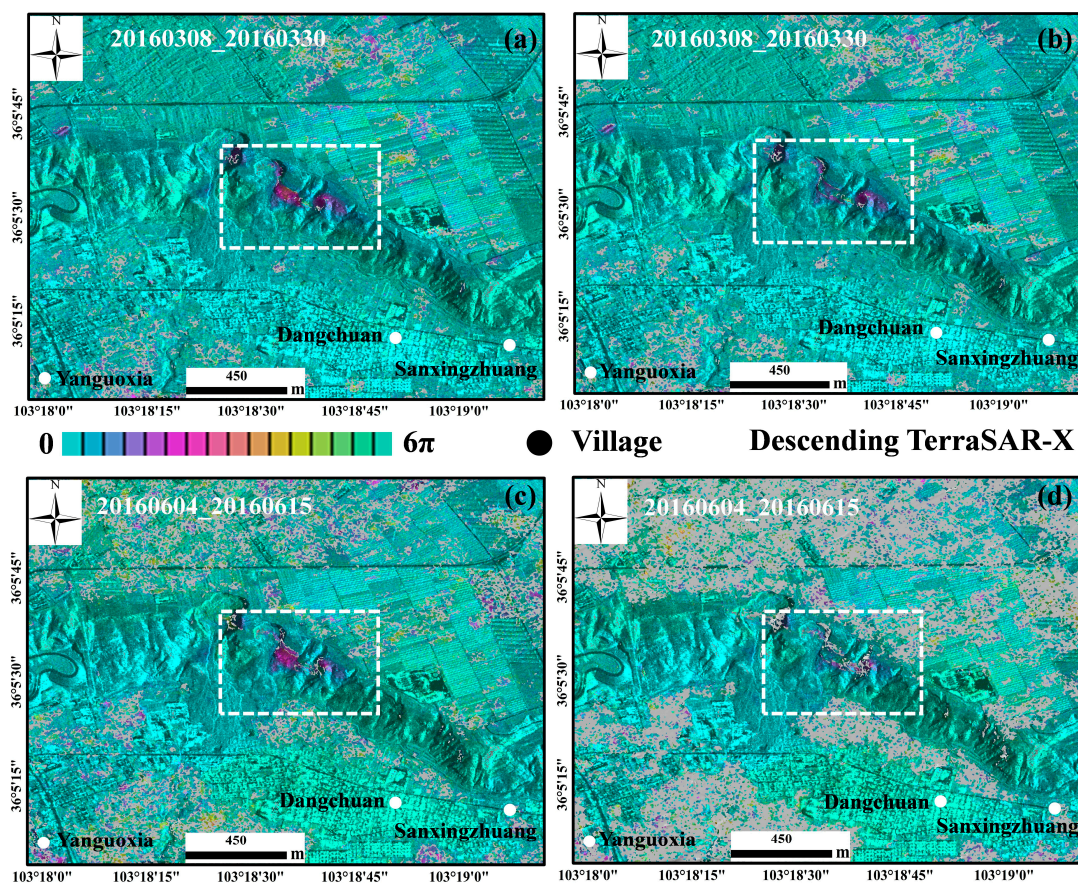 N
20160308_20160330
(a)
36°5'45"
36°5'30"
36°5'15"
Dangchuan
Sanxingzhuang
Yanguoxia
450
m
103°18'0" 103°18'15" 103°18'30" 103°18'45" 103°19'0"
N
20160308_20160330
(b)
36°5'45"
36°5'30"
36°5'15"
Dangchuan
Sanxingzhuang
Yanguoxia
450
m
103°18'0" 103°18'15" 103°18'30" 103°18'45" 103°19'0"
0 6π Village Descending TerraSAR-X
N
20160604_20160615
(c)
36°5'45"
36°5'30"
36°5'15"
Dangchuan
Sanxingzhuang
Yanguoxia
450
m
103°18'0" 103°18'15" 103°18'30" 103°18'45" 103°19'0"
N
20160604_20160615
(d)
36°5'45"
36°5'30"
36°5'15"
Dangchuan
Sanxingzhuang
Yanguoxia
450
m
103°18'0" 103°18'15" 103°18'30" 103°18'45" 103°19'0"